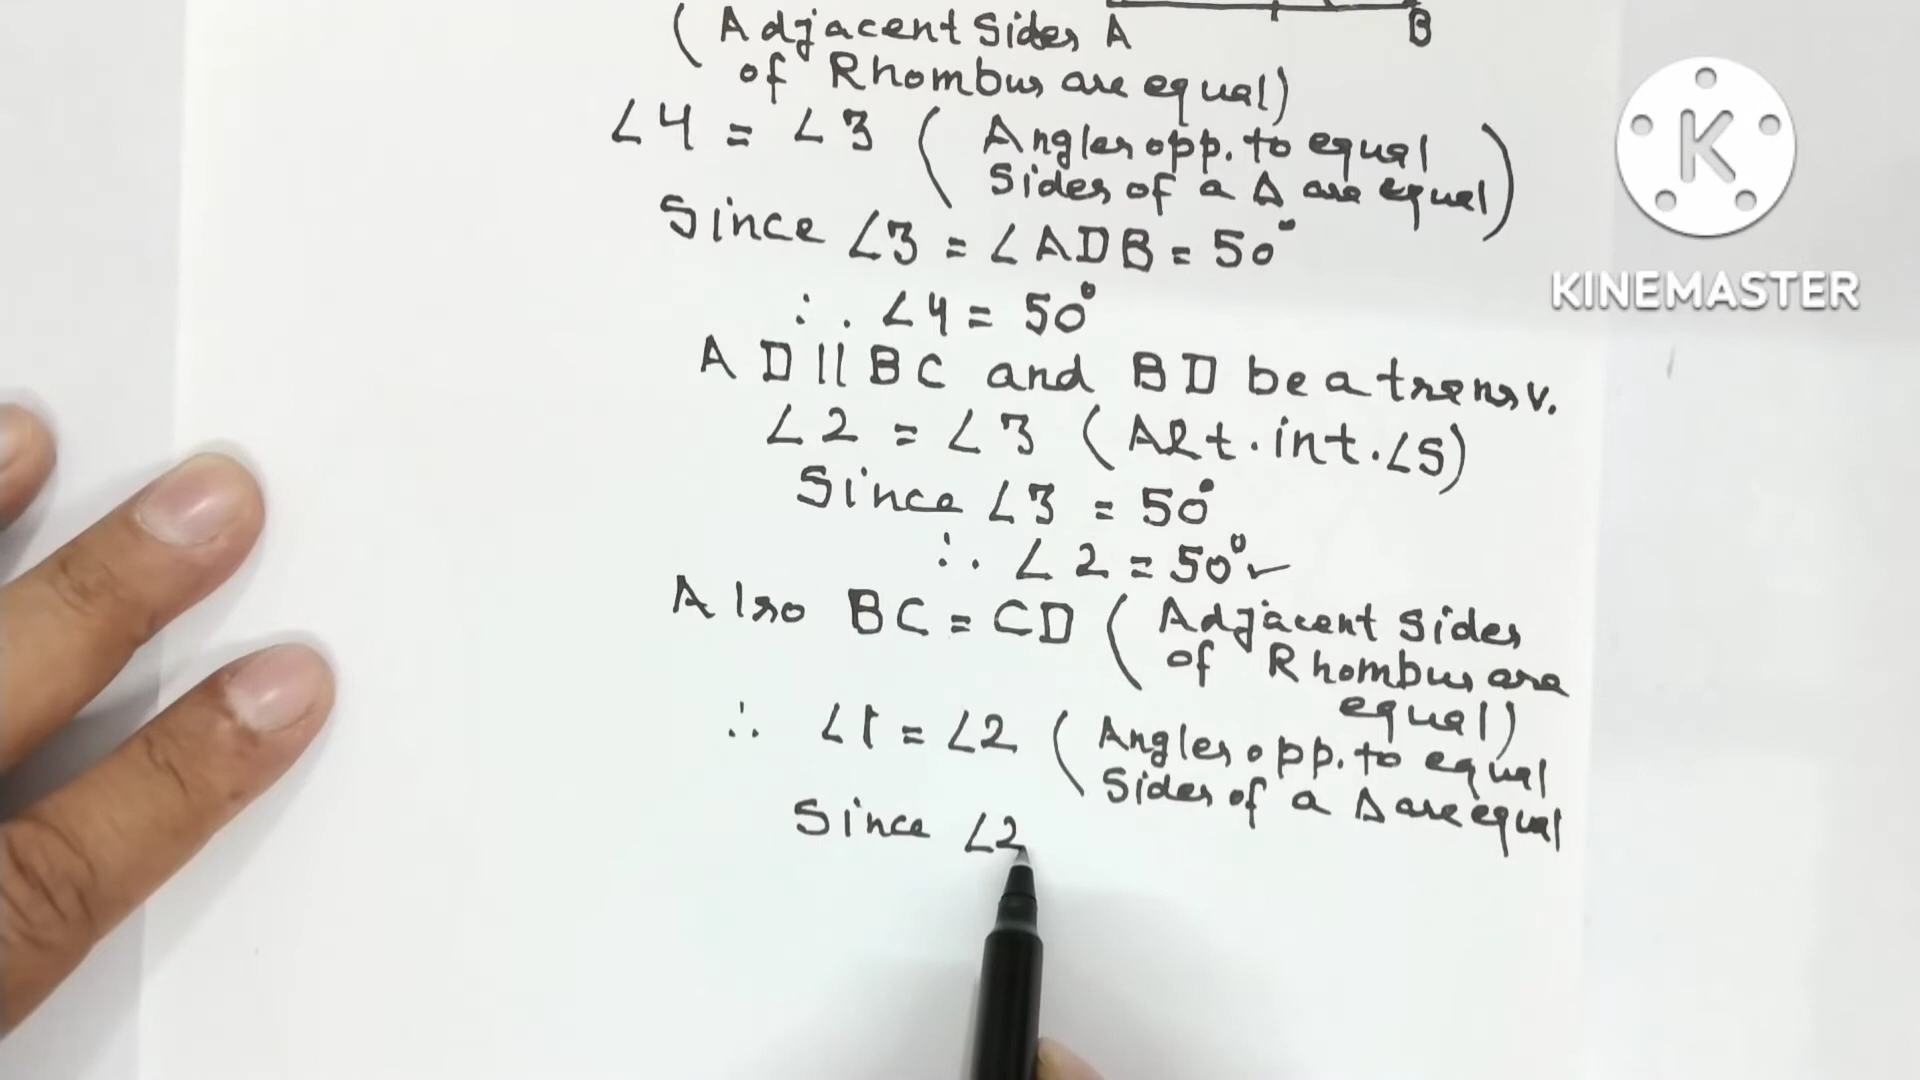 (Adjacent Sides A B
of Rhombus are equal)
∠4 = ∠3 (Angles opp. to equal
Sides of a Δ are equal)
Since ∠3 = ∠ADB = 50°
∴ ∠4 = 50°
AD || BC and BD be a transv.
∠2 = ∠3 (Alt. int. ∠S)
Since ∠3 = 50°
∴ ∠2 = 50° ✓
Also BC = CD (Adjacent Sides
of Rhombus are
equal)
∴ ∠1 = ∠2 (Angles opp. to equal
Sides of a Δ are equal
Since ∠2
K
KINEMASTER